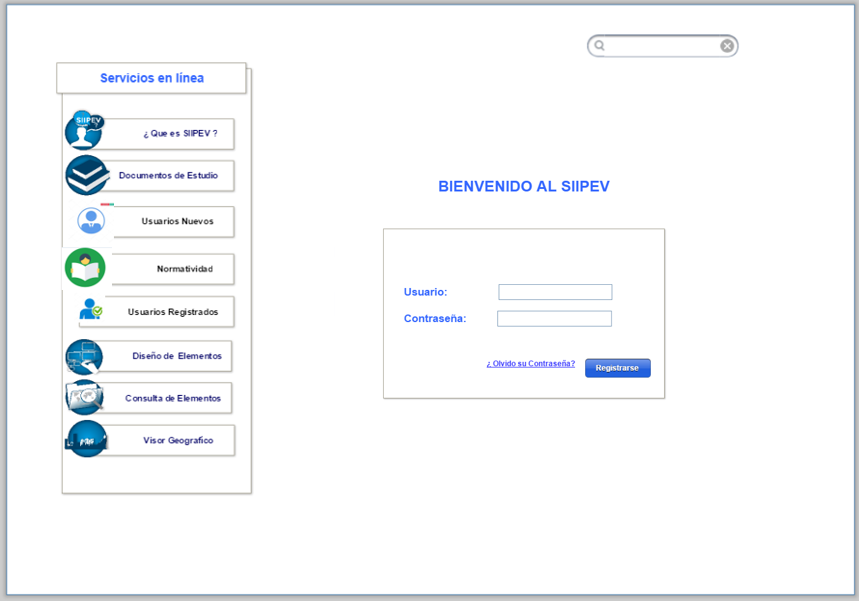 Servicios en línea
SIIPEV
¿ Que es SIIPEV ?
Documentos de Estudio
Usuarios Nuevos
Normatividad
Usuarios Registrados
Diseño de Elementos
Consulta de Elementos
Visor Geografico
BIENVENIDO AL SIIPEV
Usuario:
Contraseña:
¿ Olvido su Contraseña?
Registrarse